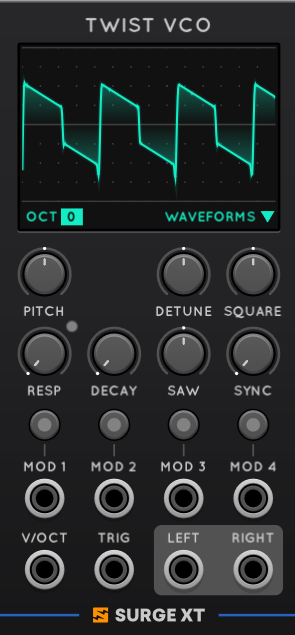 TWIST VCO
OCT 0 WAVEFORMS
PITCH DETUNE SQUARE
RESP DECAY SAW SYNC
MOD 1 MOD 2 MOD 3 MOD 4
V/OCT TRIG LEFT RIGHT
SURGE XT